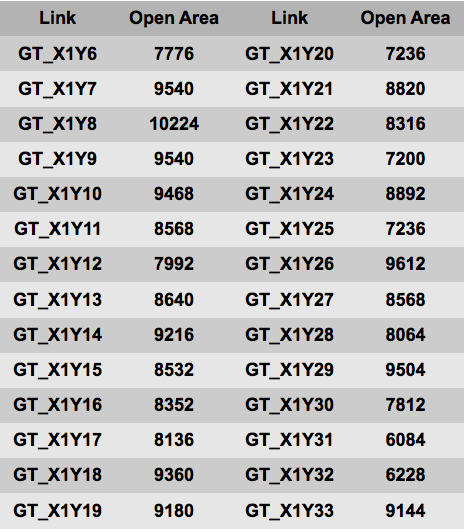 Link Open Area Link Open Area
GT_X1Y6 7776 GT_X1Y20 7236
GT_X1Y7 9540 GT_X1Y21 8820
GT_X1Y8 10224 GT_X1Y22 8316
GT_X1Y9 9540 GT_X1Y23 7200
GT_X1Y10 9468 GT_X1Y24 8892
GT_X1Y11 8568 GT_X1Y25 7236
GT_X1Y12 7992 GT_X1Y26 9612
GT_X1Y13 8640 GT_X1Y27 8568
GT_X1Y14 9216 GT_X1Y28 8064
GT_X1Y15 8532 GT_X1Y29 9504
GT_X1Y16 8352 GT_X1Y30 7812
GT_X1Y17 8136 GT_X1Y31 6084
GT_X1Y18 9360 GT_X1Y32 6228
GT_X1Y19 9180 GT_X1Y33 9144